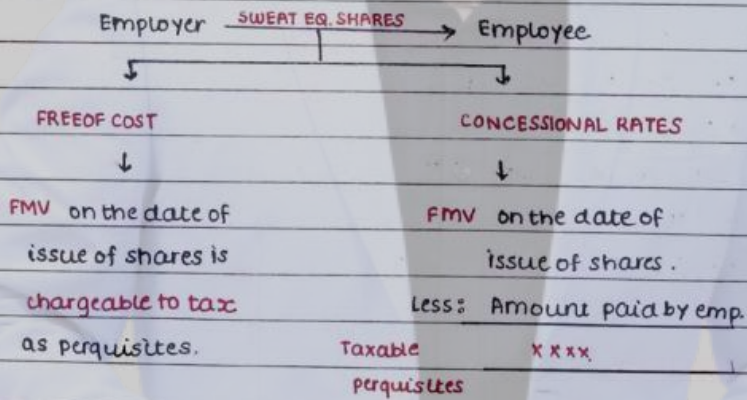 Employer SWEAT EQ. SHARES Employee
FREE OF COST
FMV on the date of
issue of shares is
chargeable to tax
as perquisites.
CONCESSIONAL RATES
FMV on the date of
issue of shares.
Less: Amount paid by emp.
Taxable xxxx
perquisites